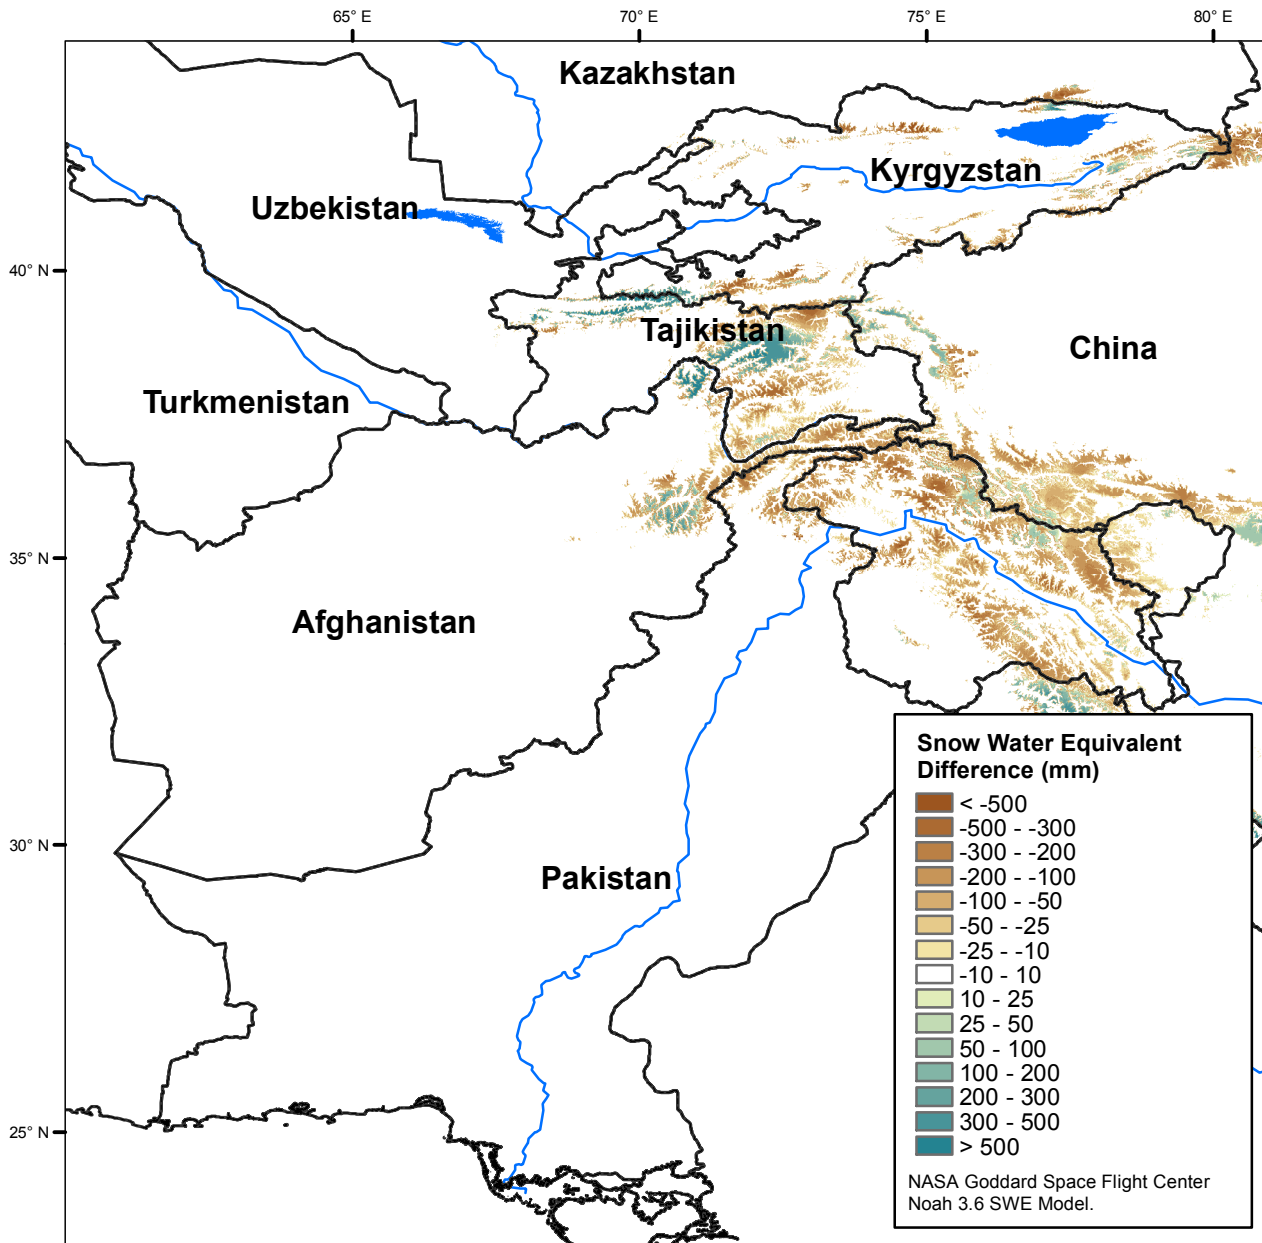 65° E
70° E
75° E
80° E
Kazakhstan
Kyrgyzstan
Uzbekistan
40° N
Tajikistan
China
Turkmenistan
35° N
Afghanistan
Snow Water Equivalent
Difference (mm)
< -500
-500 - -300
-300 - -200
-200 - -100
-100 - -50
-50 - -25
-25 - -10
-10 - 10
10 - 25
25 - 50
50 - 100
100 - 200
200 - 300
300 - 500
> 500
NASA Goddard Space Flight Center
Noah 3.6 SWE Model.
30° N
Pakistan
25° N